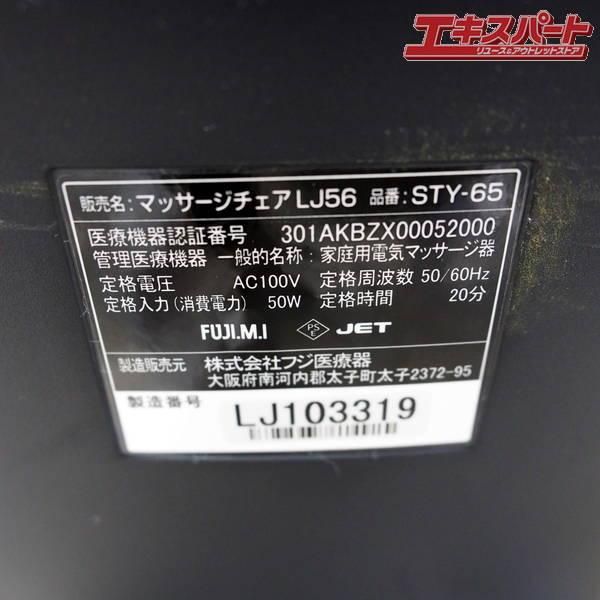 エキスパート
リユース&アウトレットストア
販売名:マッサージチェア LJ56 品番:STY-65
医療機器認証番号 301AKBZX00052000
管理医療機器 一般的名称:家庭用電気マッサージ器
定格電圧 AC100V 定格周波数 50/60Hz
定格入力(消費電力) 50W 定格時間 20分
FUJI.M.I PSE JET
製造販売元 株式会社フジ医療器
大阪府南河内郡太子町太子2372-95
製造番号 LJ103319